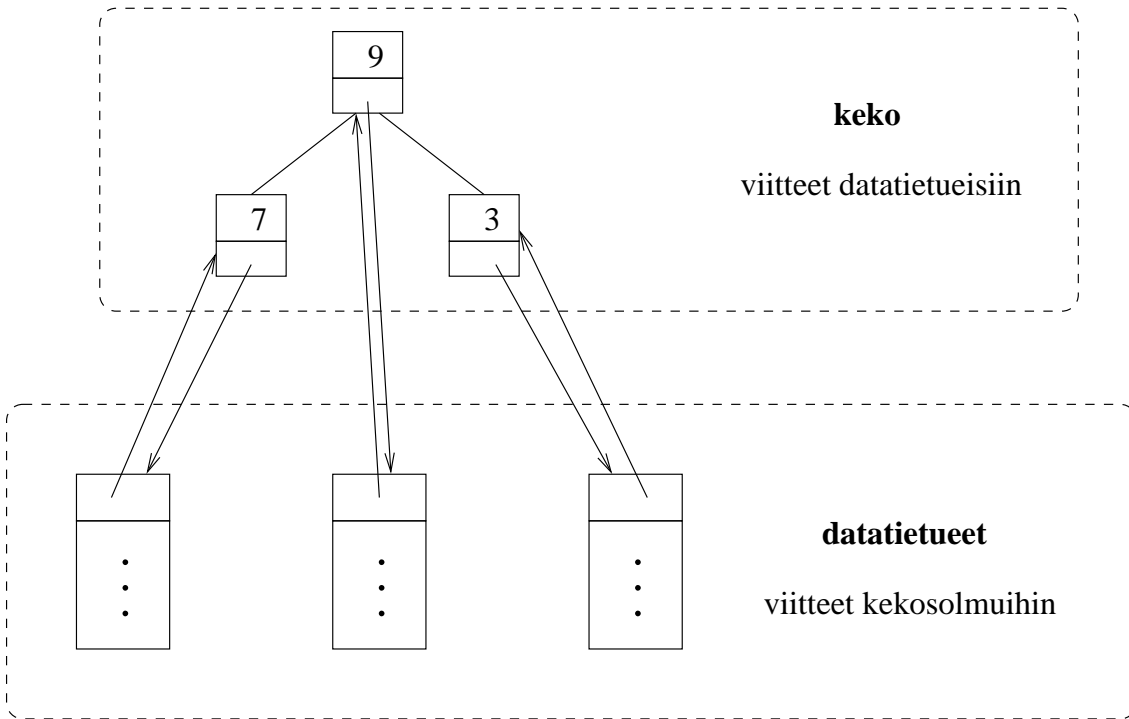 9
keko
viitteet datatietueisiin
7
3
datatietueet
viitteet kekosolmuihin